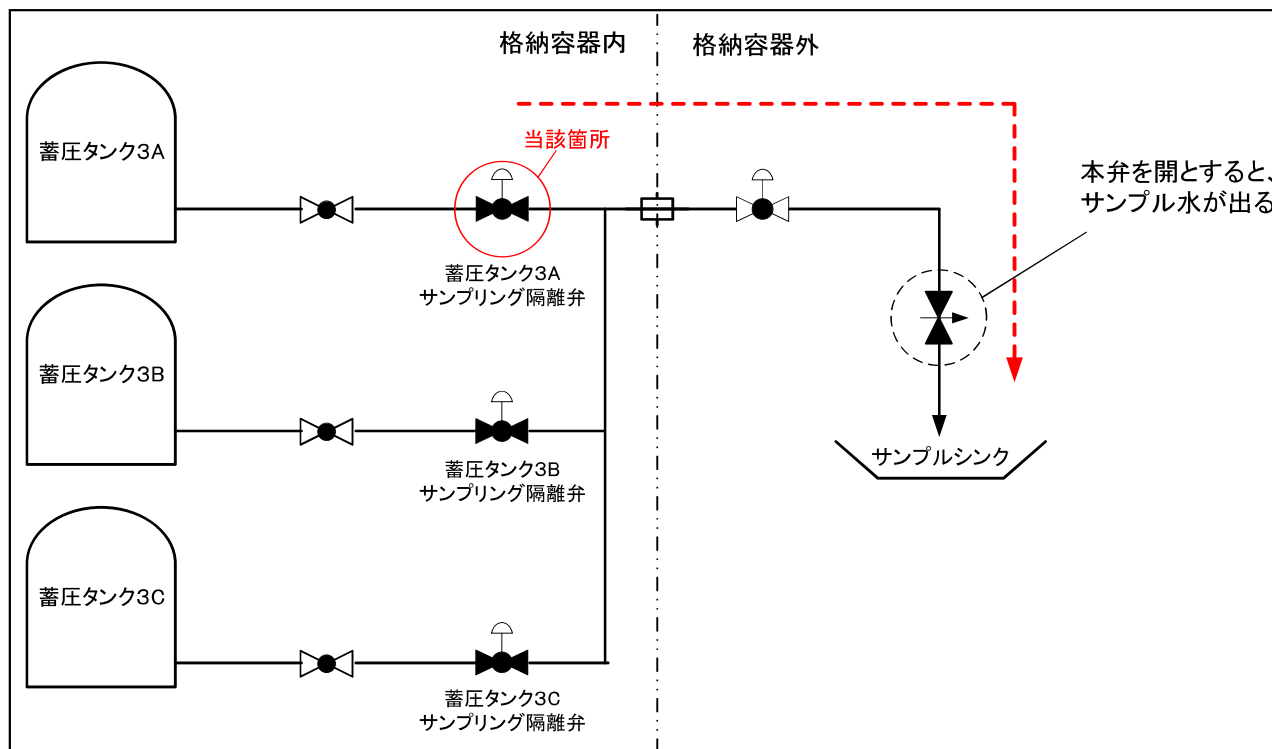 格納容器内
格納容器外
当該箇所
蓄圧タンク3A
本弁を開とすると、
サンプル水が出る
蓄圧タンク3A
サンプリング隔離弁
蓄圧タンク3B
蓄圧タンク3B
サンプリング隔離弁
サンプルシンク
蓄圧タンク3C
蓄圧タンク3C
サンプリング隔離弁